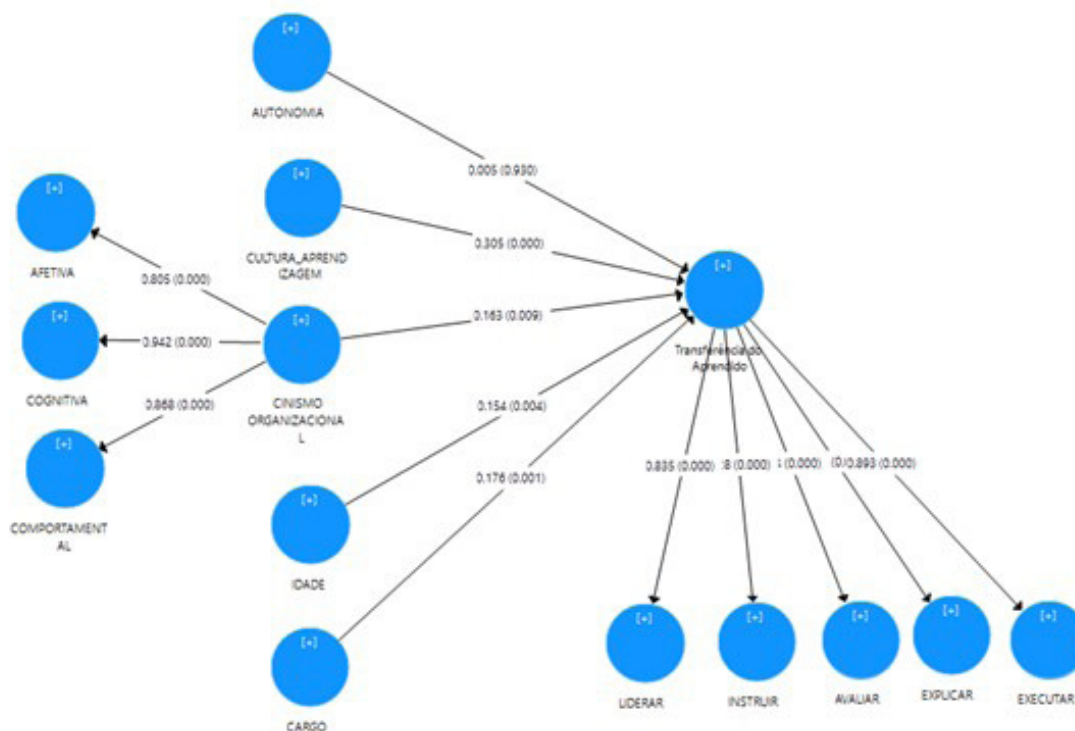 [+]
AUTONOMIA
0.005 (0.930)
[+]
CULTURA_APREND
IZAGEM
0.305 (0.000)
[+]
AFETIVA
0.805 (0.000)
[+]
COGNITIVA
0.942 (0.000)
[+]
COMPORTAMENT
AL
0.868 (0.000)
[+]
CINISMO
ORGANIZACIONA
L
0.163 (0.009)
[+]
Transferência do
Aprendido
[+]
IDADE
0.154 (0.004)
[+]
CARGO
0.176 (0.001)
0.835 (0.000)
8 (0.000)
(0.000)
0.893 (0.000)
[+]
LIDERAR
[+]
INSTRUIR
[+]
AVALIAR
[+]
EXPLICAR
[+]
EXECUTAR